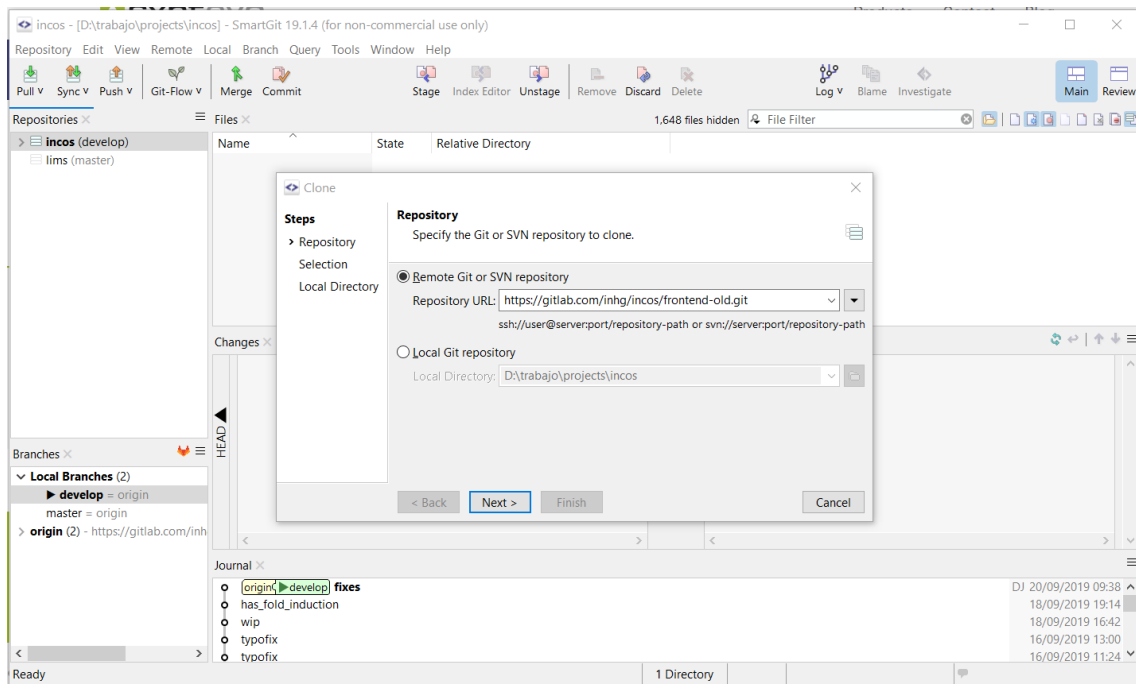 incos - [D:\trabajo\projects\incos] - SmartGit 19.1.4 (for non-commercial use only)
Repository Edit View Remote Local Branch Query Tools Window Help
Pull Sync Push Git-Flow Merge Commit Stage Index Editor Unstage Remove Discard Delete Log Blame Investigate Main Review
Repositories
Files
1,648 files hidden
File Filter
incos (develop)
lims (master)
Name State Relative Directory
Clone
Steps
Repository
Selection
Local Directory
Repository
Specify the Git or SVN repository to clone.
Remote Git or SVN repository
Repository URL: https://gitlab.com/inhg/incos/frontend-old.git
ssh://user@server:port/repository-path or svn://server:port/repository-path
Local Git repository
Local Directory: D:\trabajo\projects\incos
< Back Next > Finish Cancel
Changes
HEAD
Branches
Local Branches (2)
develop = origin
master = origin
origin (2) - https://gitlab.com/inh
Journal
origin develop fixes DJ 20/09/2019 09:38
has_fold_induction 18/09/2019 19:14
wip 18/09/2019 16:42
typofix 16/09/2019 13:00
typofix 16/09/2019 11:24
Ready
1 Directory